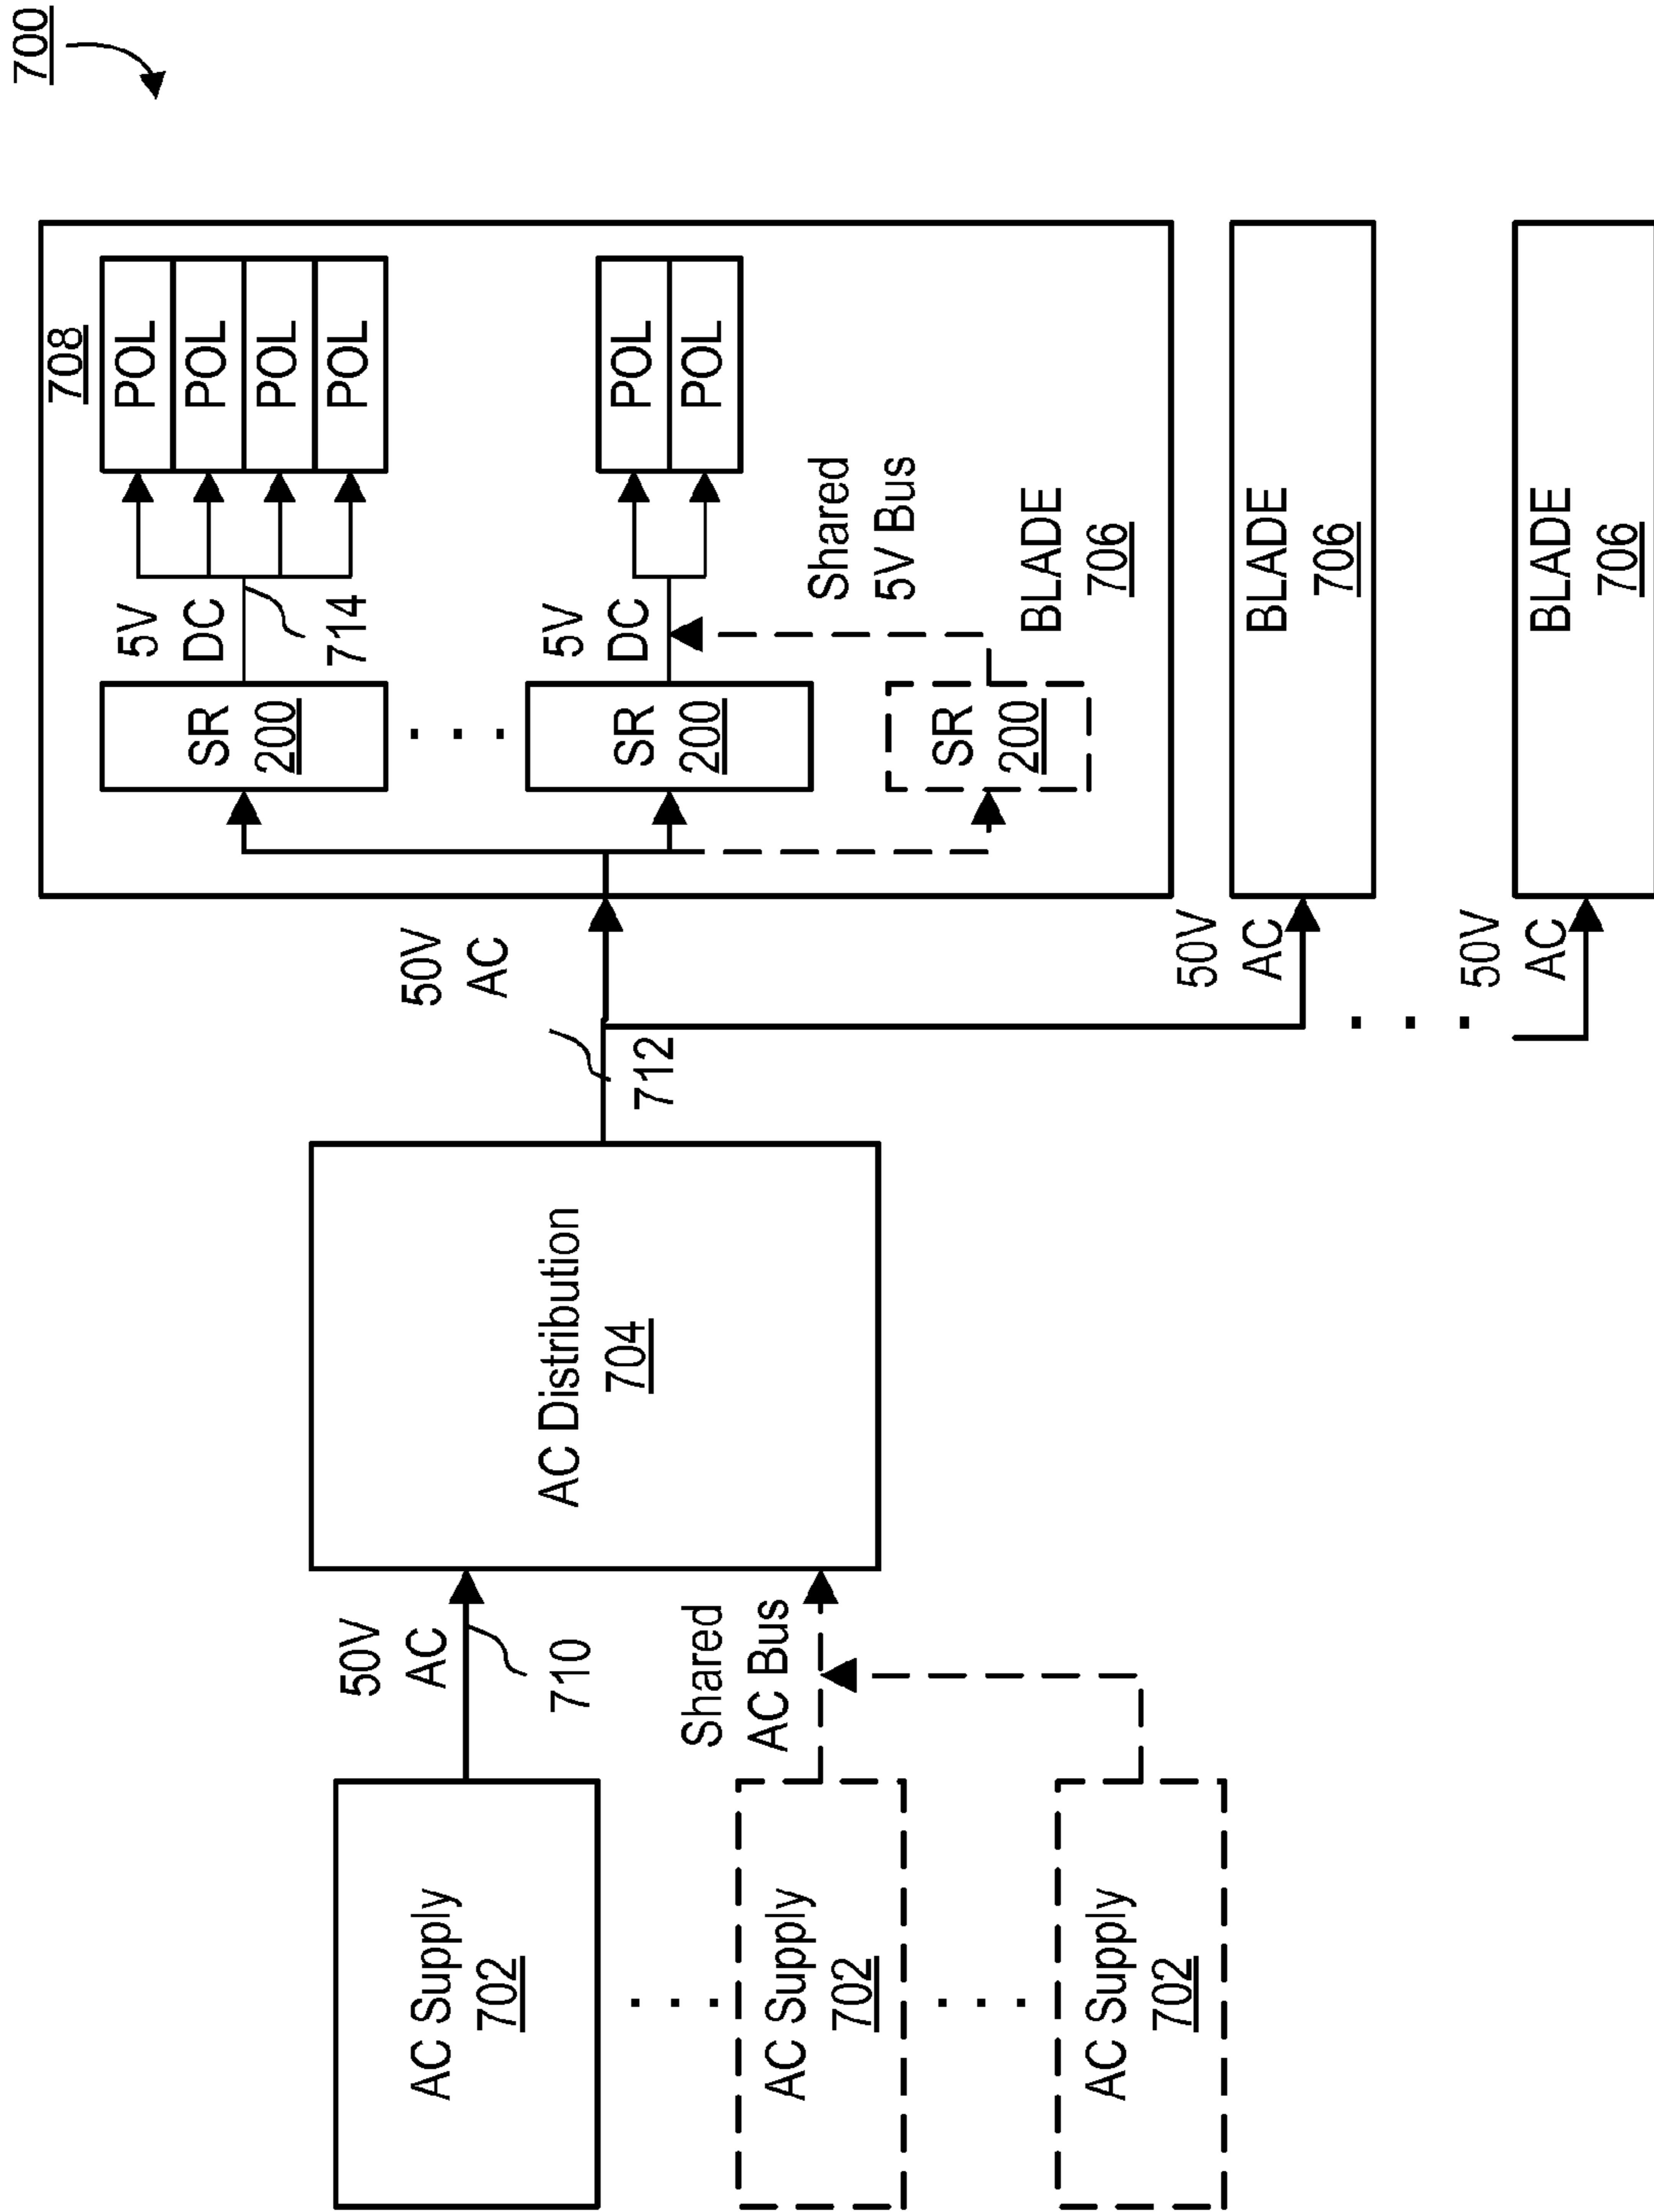 700
AC Supply
702
AC Supply
702
AC Supply
702
50V
AC
710
Shared
AC Bus
AC Distribution
704
712
50V
AC
50V
AC
50V
AC
SR
200
SR
200
SR
200
5V
DC
714
5V
DC
Shared
5V Bus
708
POL
POL
POL
POL
POL
POL
BLADE
706
BLADE
706
BLADE
706